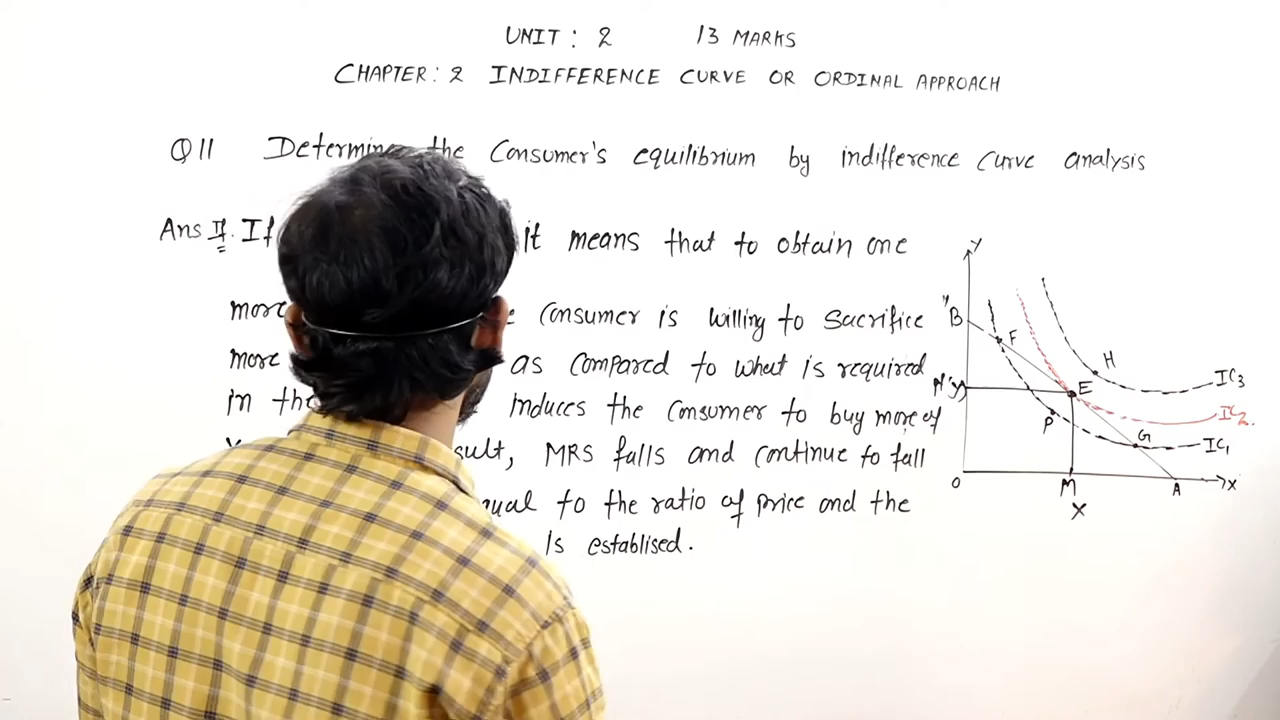 UNIT : 2 13 MARKS
CHAPTER : 2 INDIFFERENCE CURVE OR ORDINAL APPROACH
Q11 Determine the Consumer's equilibrium by indifference Curve analysis
Ans If. If it means that to obtain one
more Consumer is willing to sacrifice
more as compared to what is required
in the induces the consumer to buy more of
MRS falls and continue to fall
to the ratio of price and the
is establised.
Y
B
F
H
IC3
E
IC2.
P
G
IC1
O
M
A
X
X